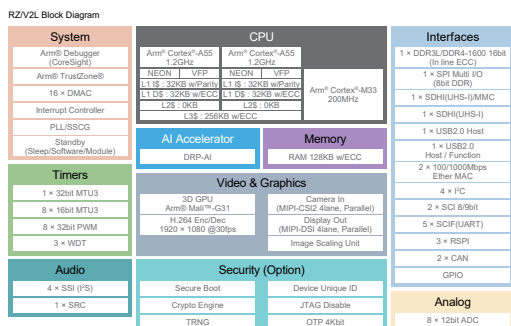 RZ/V2L Block Diagram
System
Arm® Debugger
(CoreSight)
Arm® TrustZone®
16 × DMAC
Interrupt Controller
PLL/SSCG
Standby
(Sleep/Software/Module)
Timers
1 × 32bit MTU3
8 × 16bit MTU3
8 × 32bit PWM
3 × WDT
Audio
4 × SSI (I²S)
1 × SRC
CPU
Arm® Cortex®-A55
1.2GHz
NEON VFP
L1 I$ : 32KB w/Parity
L1 D$ : 32KB w/ECC
L2$ : 0KB
Arm® Cortex®-A55
1.2GHz
NEON VFP
L1 I$ : 32KB w/Parity
L1 D$ : 32KB w/ECC
L2$ : 0KB
L3$ : 256KB w/ECC
Arm® Cortex®-M33
200MHz
AI Accelerator
DRP-AI
Memory
RAM 128KB w/ECC
Video & Graphics
3D GPU
Arm® Mali™-G31
H.264 Enc/Dec
1920 × 1080 @30fps
Camera In
(MIPI-CSI2 4lane, Parallel)
Display Out
(MIPI-DSI 4lane, Parallel)
Image Scaling Unit
Security (Option)
Secure Boot
Crypto Engine
TRNG
Device Unique ID
JTAG Disable
OTP 4Kbit
Interfaces
1 × DDR3L/DDR4-1600 16bit
(In line ECC)
1 × SPI Multi I/O
(8bit DDR)
1 × SDHI(UHS-I)/MMC
1 × SDHI(UHS-I)
1 × USB2.0 Host
1 × USB2.0
Host / Function
2 × 100/1000Mbps
Ether MAC
4 × I²C
2 × SCI 8/9bit
5 × SCIF(UART)
3 × RSPI
2 × CAN
GPIO
Analog
8 × 12bit ADC